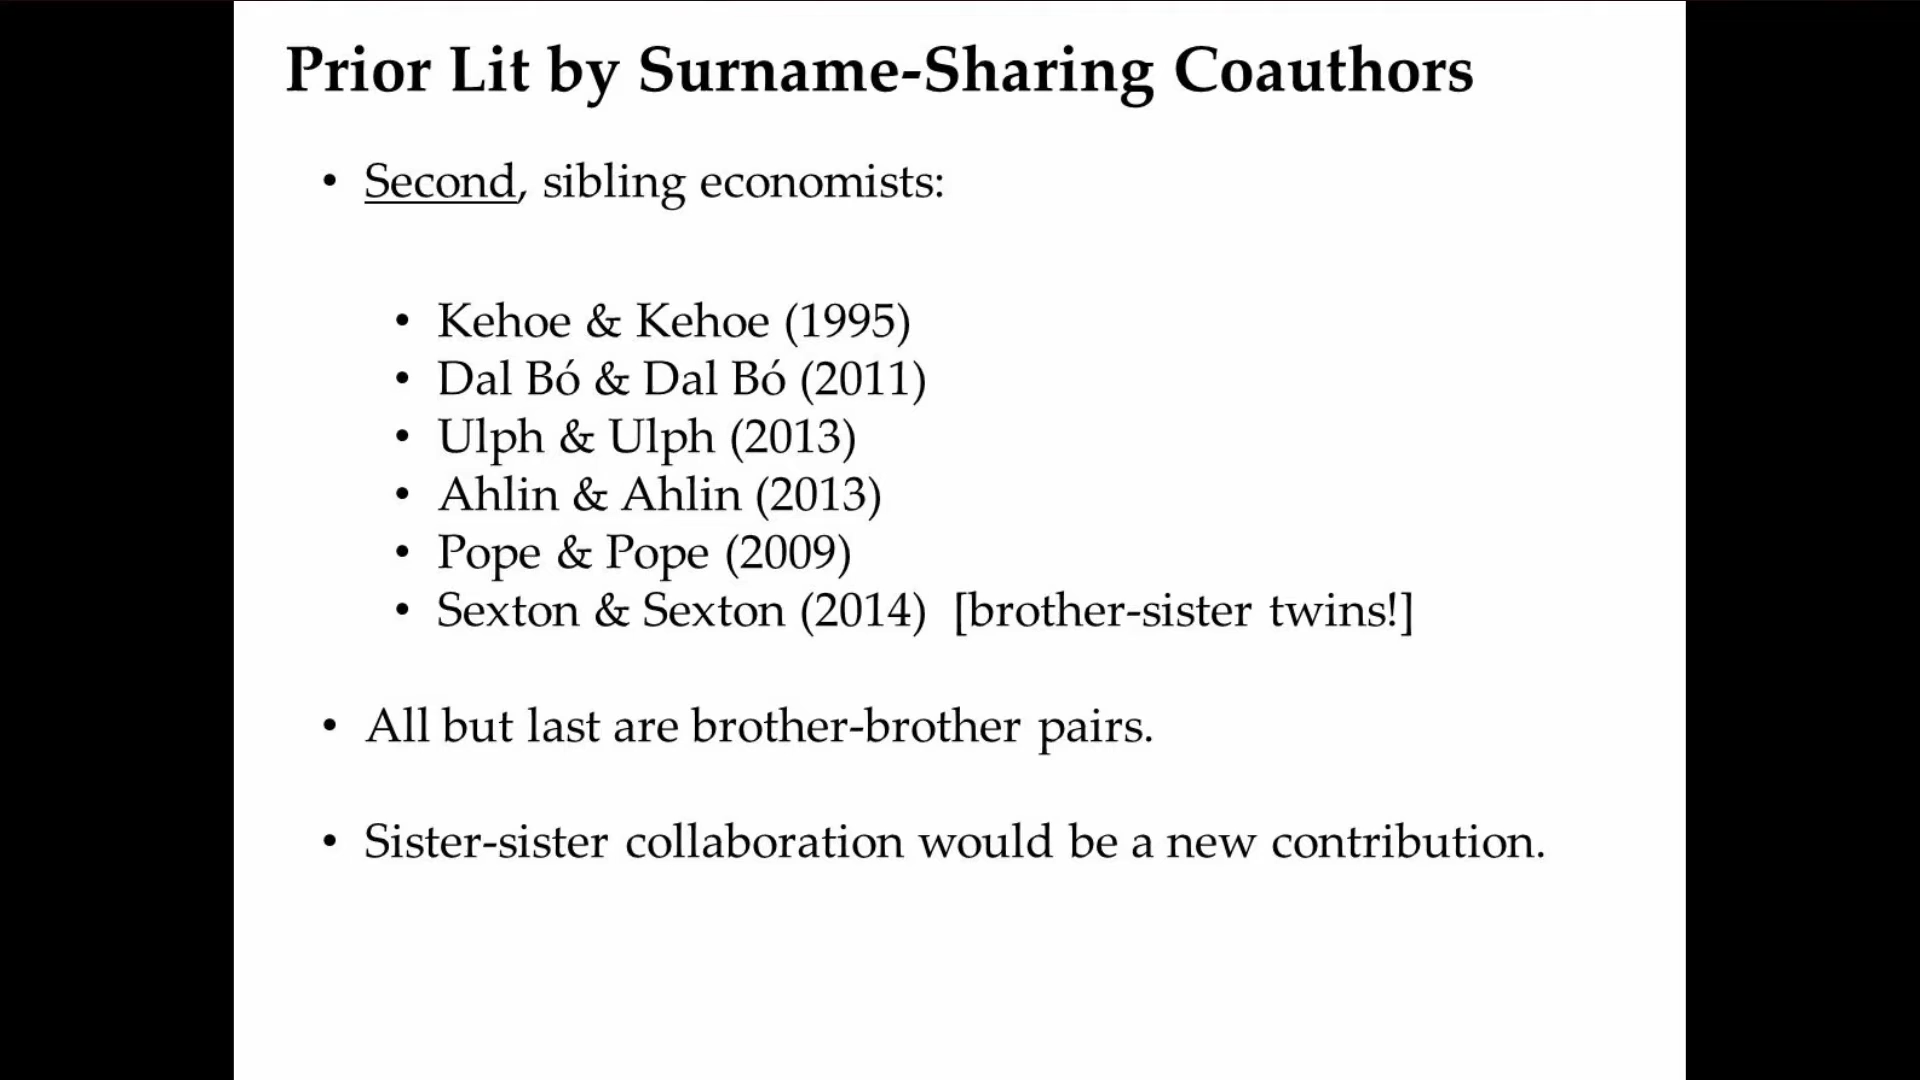 Prior Lit by Surname-Sharing Coauthors
• Second, sibling economists:
• Kehoe & Kehoe (1995)
• Dal Bó & Dal Bó (2011)
• Ulph & Ulph (2013)
• Ahlin & Ahlin (2013)
• Pope & Pope (2009)
• Sexton & Sexton (2014) [brother-sister twins!]
• All but last are brother-brother pairs.
• Sister-sister collaboration would be a new contribution.